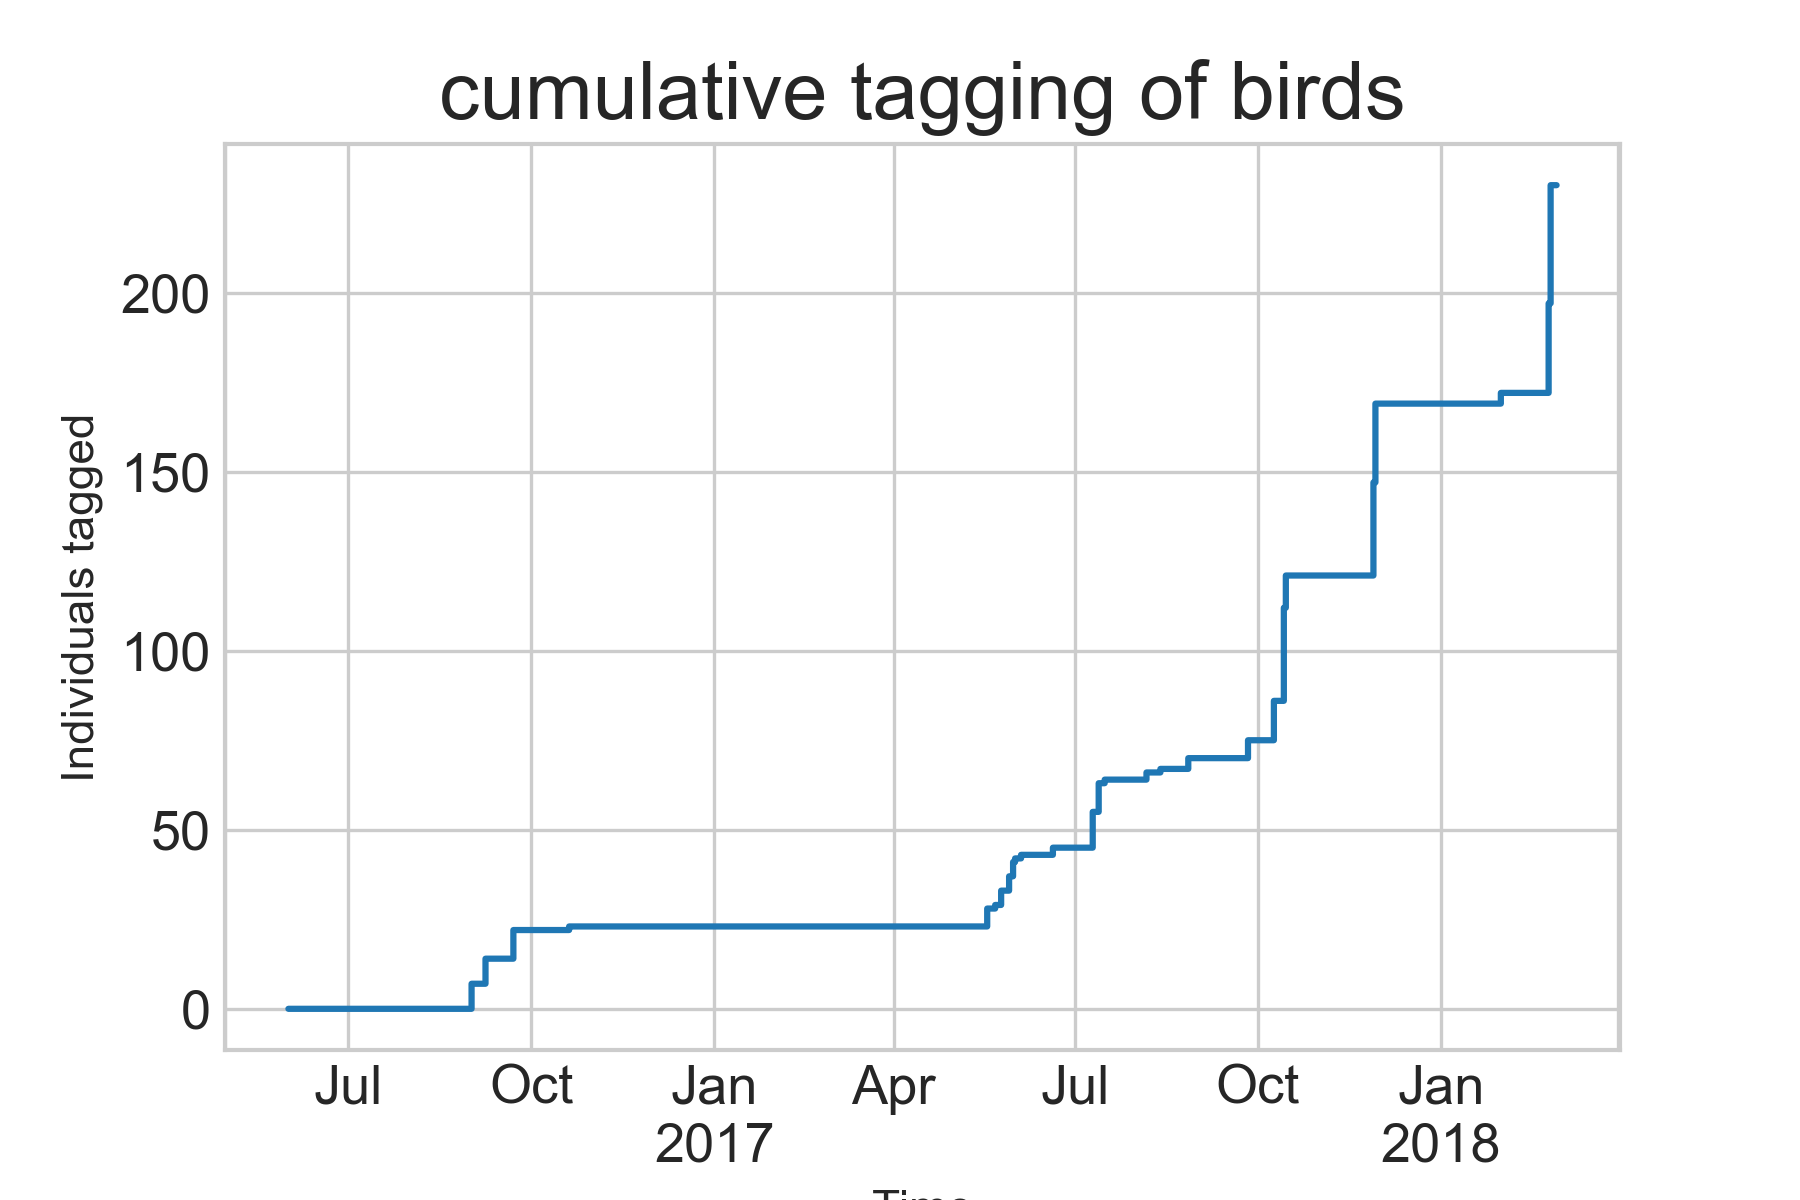 cumulative tagging of birds
Individuals tagged
200
150
100
50
0
Jul Oct Jan Apr Jul Oct Jan
2017 2018
Time